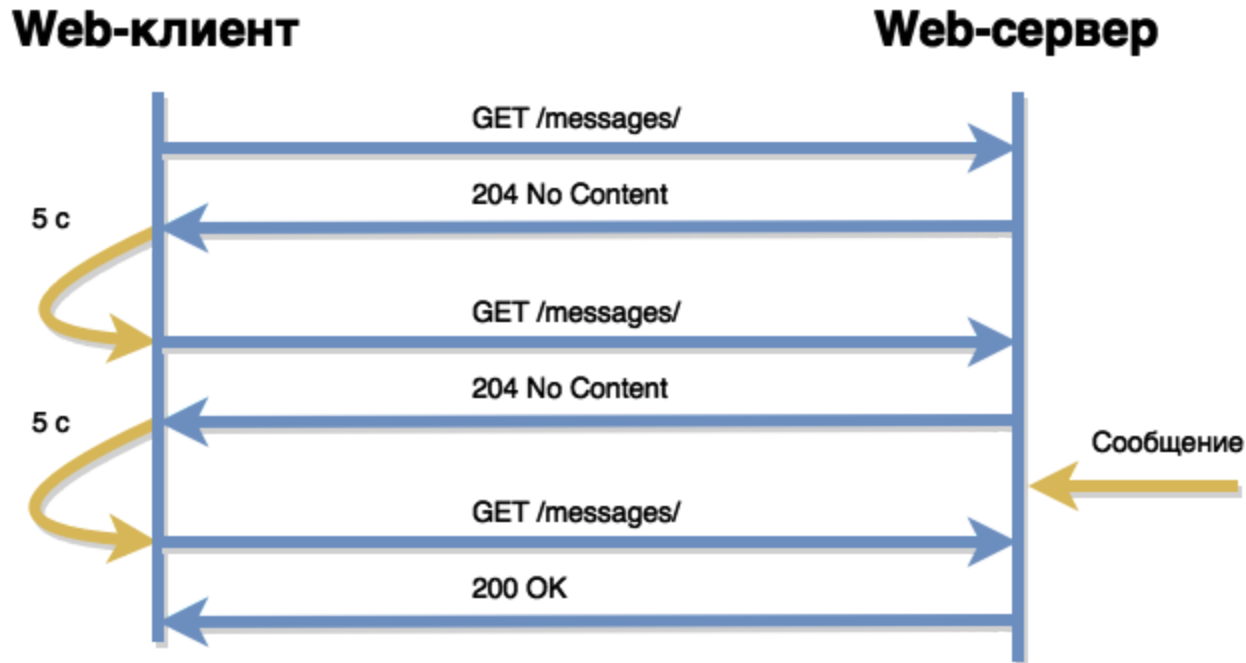 Web-клиент
Web-сервер
GET /messages/
204 No Content
5 с
GET /messages/
204 No Content
5 с
Сообщение
GET /messages/
200 OK